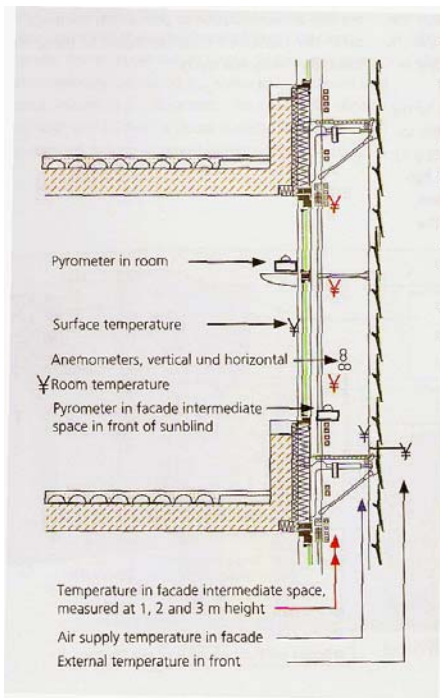 Pyrometer in room
Surface temperature
Anemometers, vertical und horizontal
Room temperature
Pyrometer in facade intermediate
space in front of sunblind
Temperature in facade intermediate space,
measured at 1, 2 and 3 m height
Air supply temperature in facade
External temperature in front